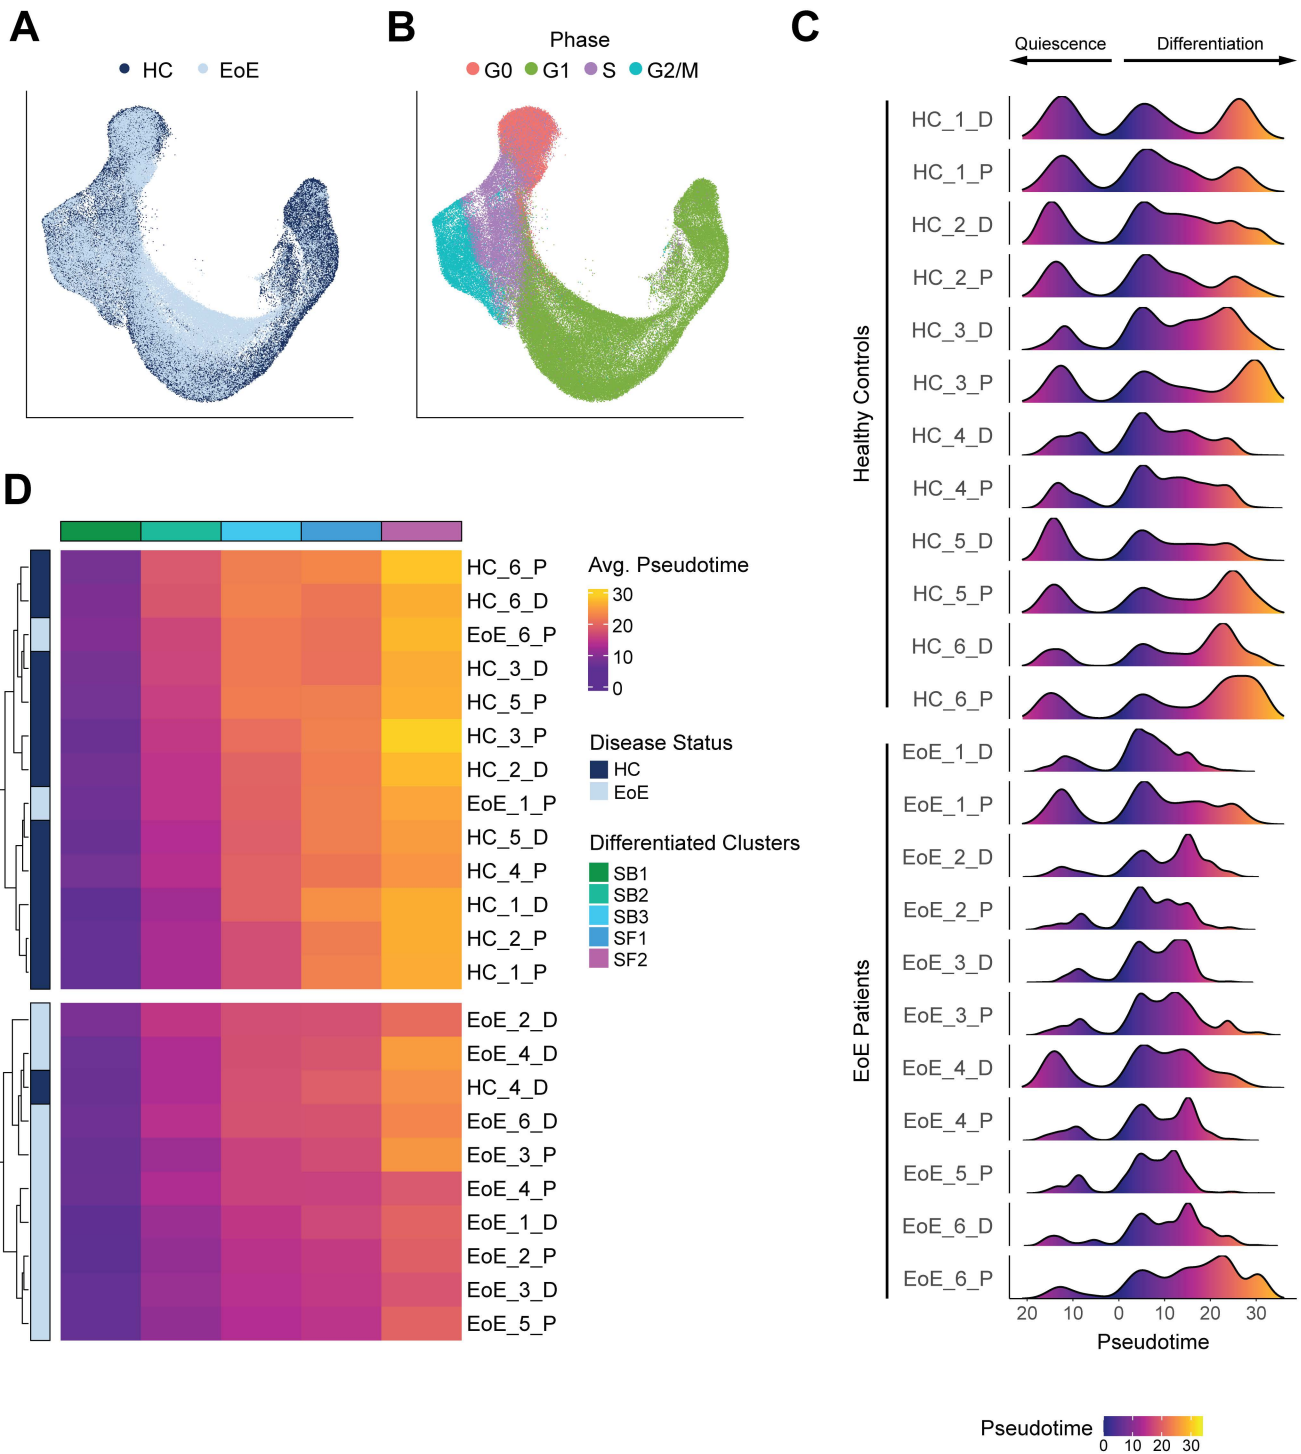 A
HC EoE
B
Phase
G0 G1 S G2/M
C
Quiescence Differentiation
Healthy Controls
HC_1_D
HC_1_P
HC_2_D
HC_2_P
HC_3_D
HC_3_P
HC_4_D
HC_4_P
HC_5_D
HC_5_P
HC_6_D
HC_6_P
EoE Patients
EoE_1_D
EoE_1_P
EoE_2_D
EoE_2_P
EoE_3_D
EoE_3_P
EoE_4_D
EoE_4_P
EoE_5_P
EoE_6_D
EoE_6_P
20 10 0 10 20 30
Pseudotime
Pseudotime
0 10 20 30
D
HC_6_P
HC_6_D
EoE_6_P
HC_3_D
HC_5_P
HC_3_P
HC_2_D
EoE_1_P
HC_5_D
HC_4_P
HC_1_D
HC_2_P
HC_1_P
EoE_2_D
EoE_4_D
HC_4_D
EoE_6_D
EoE_3_P
EoE_4_P
EoE_1_D
EoE_2_P
EoE_3_D
EoE_5_P
Avg. Pseudotime
30
20
10
0
Disease Status
HC
EoE
Differentiated Clusters
SB1
SB2
SB3
SF1
SF2